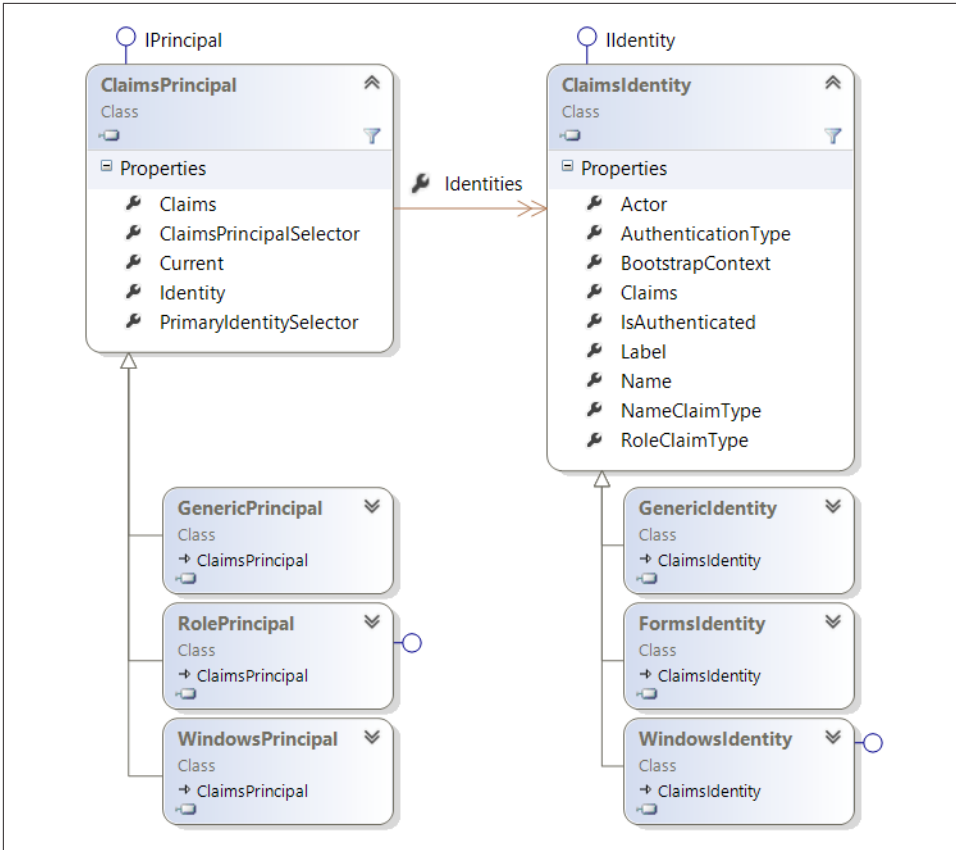 IPrincipal
ClaimsPrincipal
Class
Properties
Claims
ClaimsPrincipalSelector
Current
Identity
PrimaryIdentitySelector
Identities
IIdentity
ClaimsIdentity
Class
Properties
Actor
AuthenticationType
BootstrapContext
Claims
IsAuthenticated
Label
Name
NameClaimType
RoleClaimType
GenericPrincipal
Class
ClaimsPrincipal
RolePrincipal
Class
ClaimsPrincipal
WindowsPrincipal
Class
ClaimsPrincipal
GenericIdentity
Class
ClaimsIdentity
FormsIdentity
Class
ClaimsIdentity
WindowsIdentity
Class
ClaimsIdentity